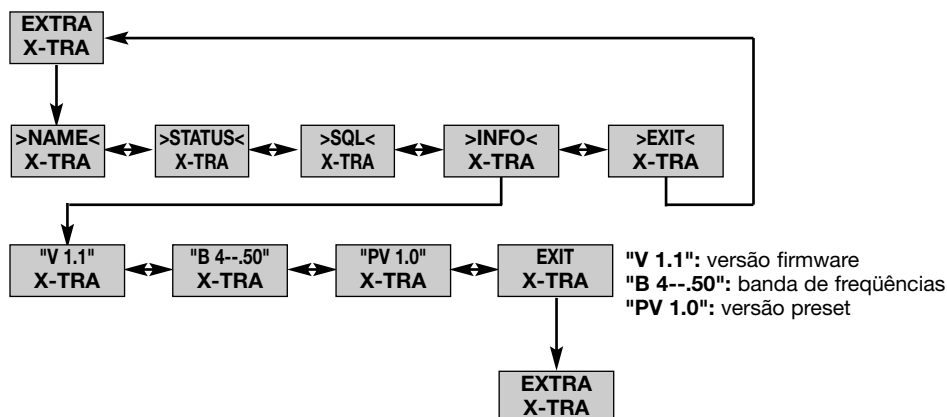 EXTRA
X-TRA
>NAME<
X-TRA
>STATUS<
X-TRA
>SQL<
X-TRA
>INFO<
X-TRA
>EXIT<
X-TRA
"V 1.1"
X-TRA
"B 4--.50"
X-TRA
"PV 1.0"
X-TRA
EXIT
X-TRA
"V 1.1": versão firmware
"B 4--.50": banda de freqüências
"PV 1.0": versão preset
EXTRA
X-TRA